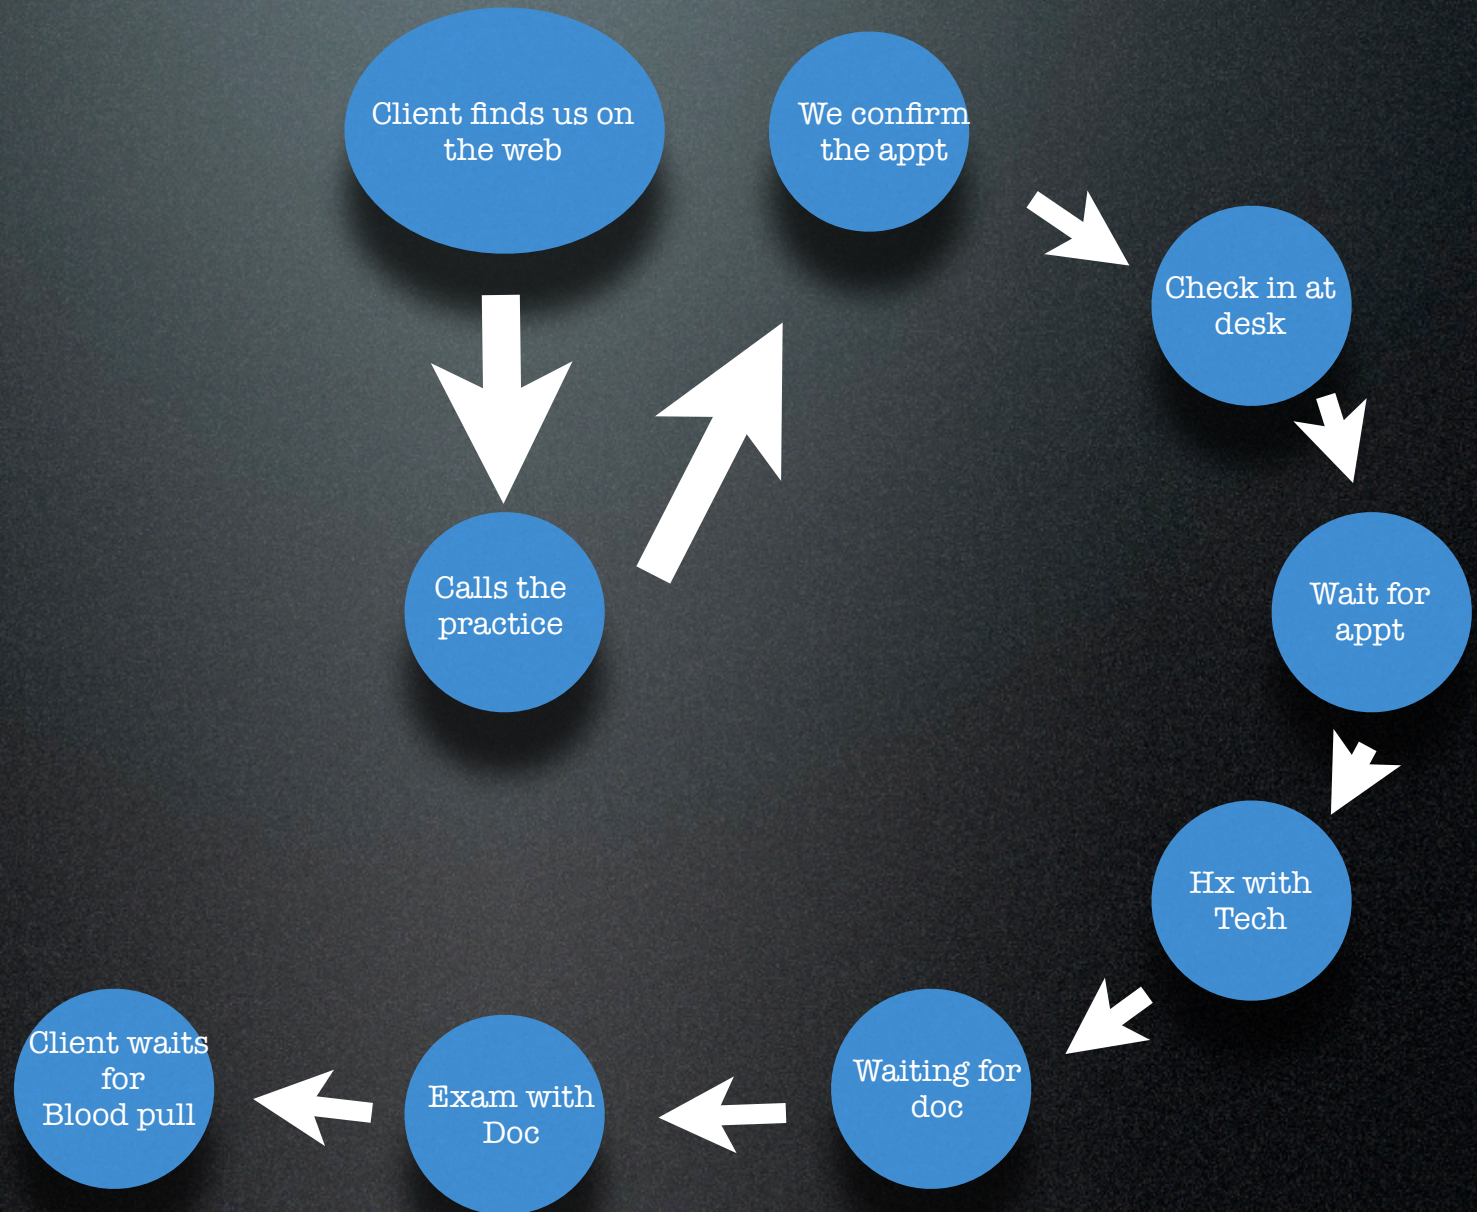 Client finds us on
the web
Calls the
practice
We confirm
the appt
Check in at
desk
Wait for
appt
Hx with
Tech
Waiting for
doc
Exam with
Doc
Client waits
for
Blood pull